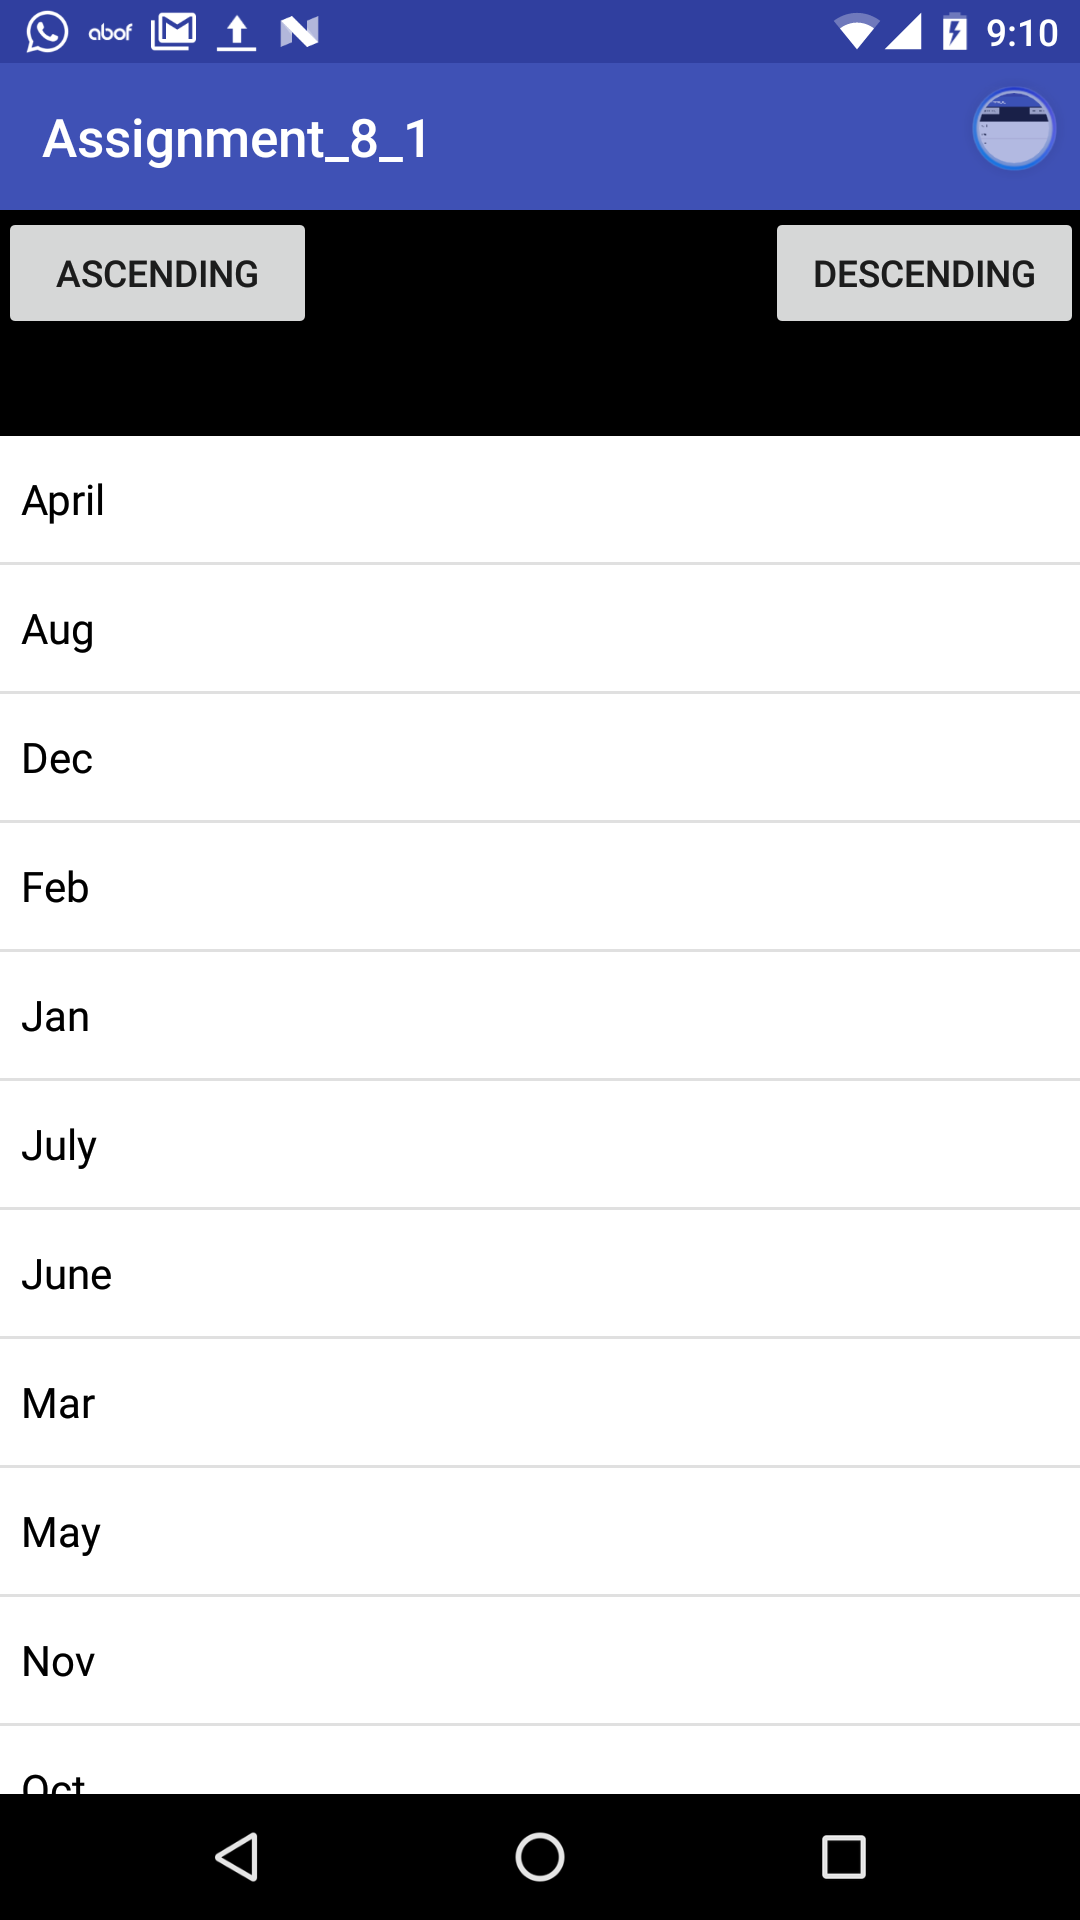 abof 9:10
Assignment_8_1
ASCENDING DESCENDING
April
Aug
Dec
Feb
Jan
July
June
Mar
May
Nov
Oct